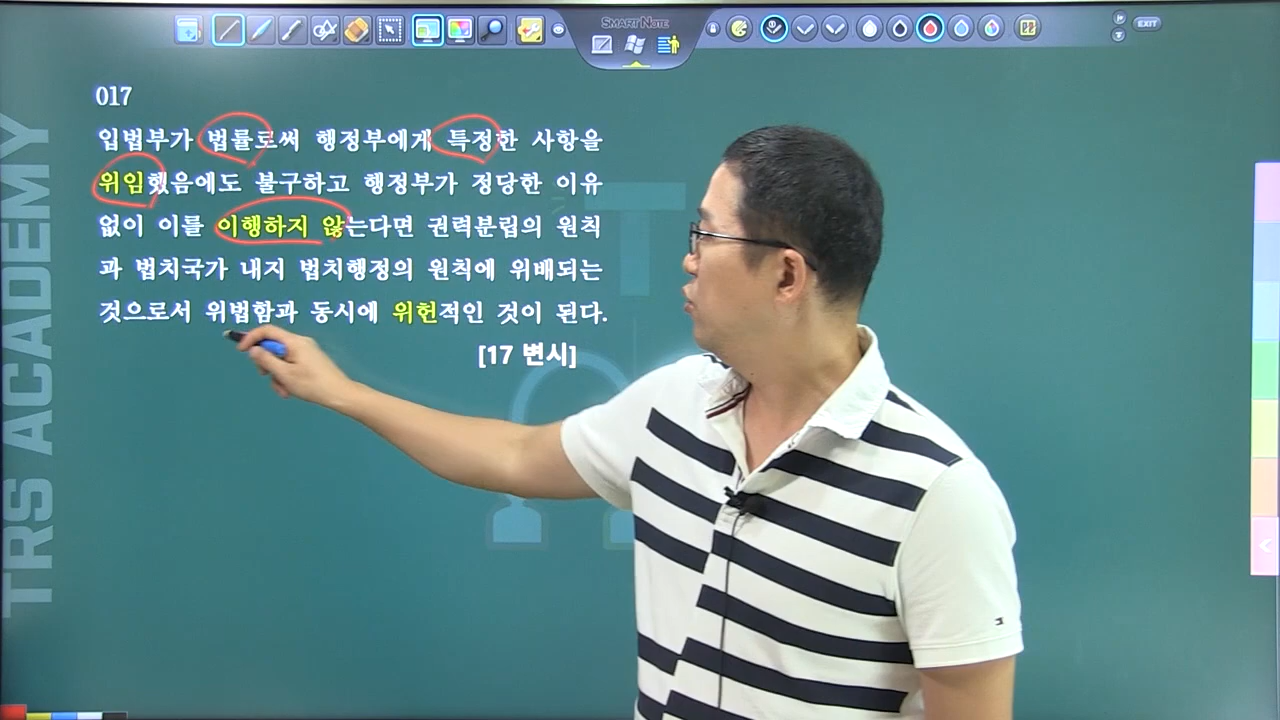 SMART NOTE
EXIT
017
입법부가 법률로써 행정부에게 특정한 사항을
위임했음에도 불구하고 행정부가 정당한 이유
없이 이를 이행하지 않는다면 권력분립의 원칙
과 법치국가 내지 법치행정의 원칙에 위배되는
것으로서 위법함과 동시에 위헌적인 것이 된다.
[17 변시]
TRS ACADEMY